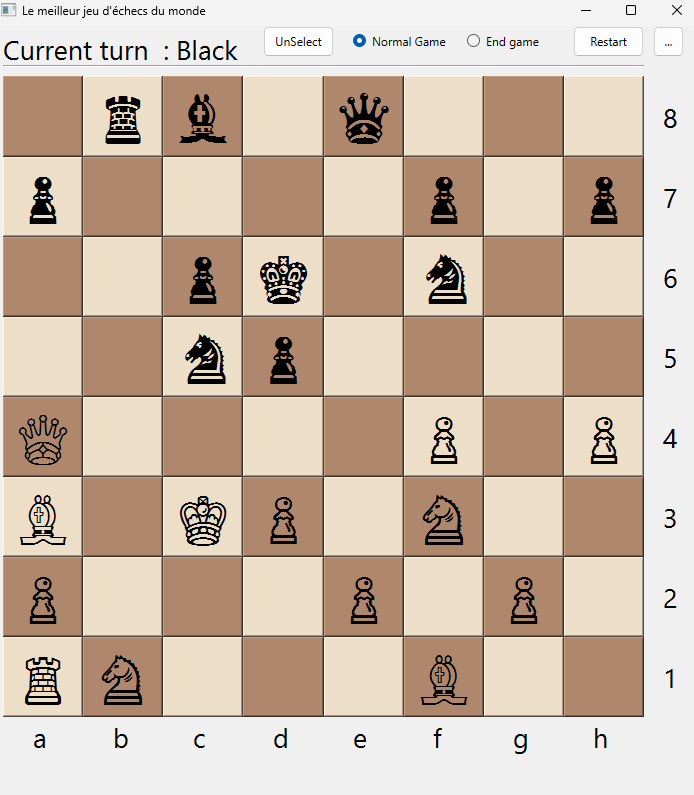 Le meilleur jeu d'échecs du monde
Current turn  : Black
UnSelect
Normal Game
End game
Restart
...
8
7
6
5
4
3
2
1
a b c d e f g h